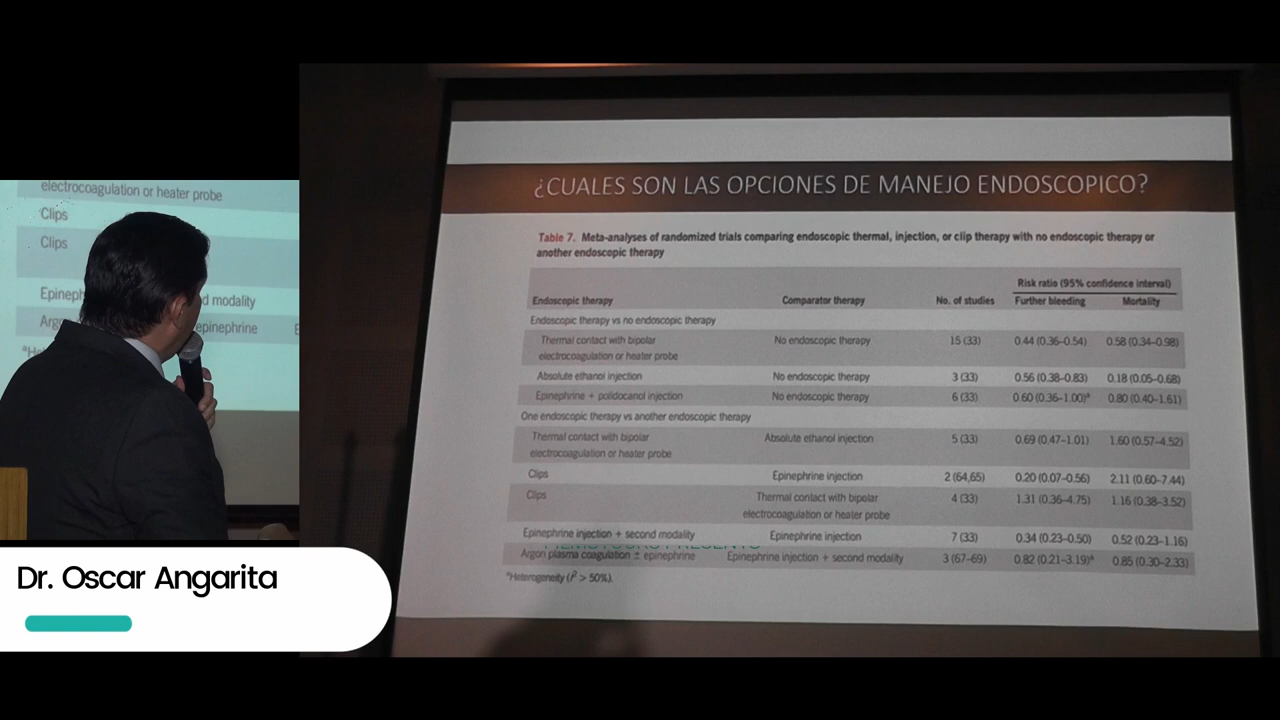 electrocoagulation or heater probe
Clips
Clips
d modality
epinephrine
Dr. Oscar Angarita
¿CUALES SON LAS OPCIONES DE MANEJO ENDOSCOPICO?
Table 7. Meta-analyses of randomized trials comparing endoscopic thermal, injection, or clip therapy with no endoscopic therapy or
another endoscopic therapy
Risk ratio (95% confidence interval)
Endoscopic therapy Comparator therapy No. of studies Further bleeding Mortality
Endoscopic therapy vs no endoscopic therapy
Thermal contact with bipolar No endoscopic therapy 15 (33) 0.44 (0.36–0.54) 0.58 (0.34–0.98)
electrocoagulation or heater probe
Absolute ethanol injection No endoscopic therapy 3 (33) 0.56 (0.38–0.83) 0.18 (0.05–0.68)
Epinephrine + polidocanol injection No endoscopic therapy 6 (33) 0.60 (0.36–1.00)ª 0.80 (0.40–1.61)
One endoscopic therapy vs another endoscopic therapy
Thermal contact with bipolar Absolute ethanol injection 5 (33) 0.69 (0.47–1.01) 1.60 (0.57–4.52)
electrocoagulation or heater probe
Clips Epinephrine injection 2 (64,65) 0.20 (0.07–0.56) 2.11 (0.60–7.44)
Clips Thermal contact with bipolar 4 (33) 1.31 (0.36–4.75) 1.16 (0.38–3.52)
electrocoagulation or heater probe
Epinephrine injection + second modality Epinephrine injection 7 (33) 0.34 (0.23–0.50) 0.52 (0.23–1.16)
Argon plasma coagulation ± epinephrine Epinephrine injection + second modality 3 (67–69) 0.82 (0.21–3.19)ª 0.85 (0.30–2.33)
ªHeterogeneity (I² > 50%).